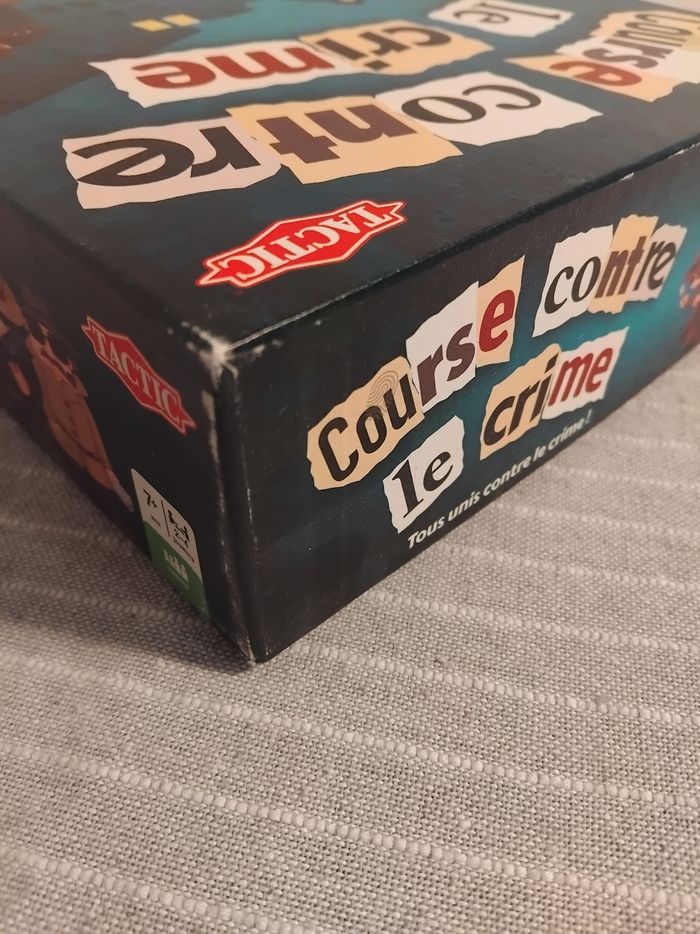 Course
le
crime
contre
TACTIC
TACTIC
7+
Course contre
le crime
Tous unis contre le crime !